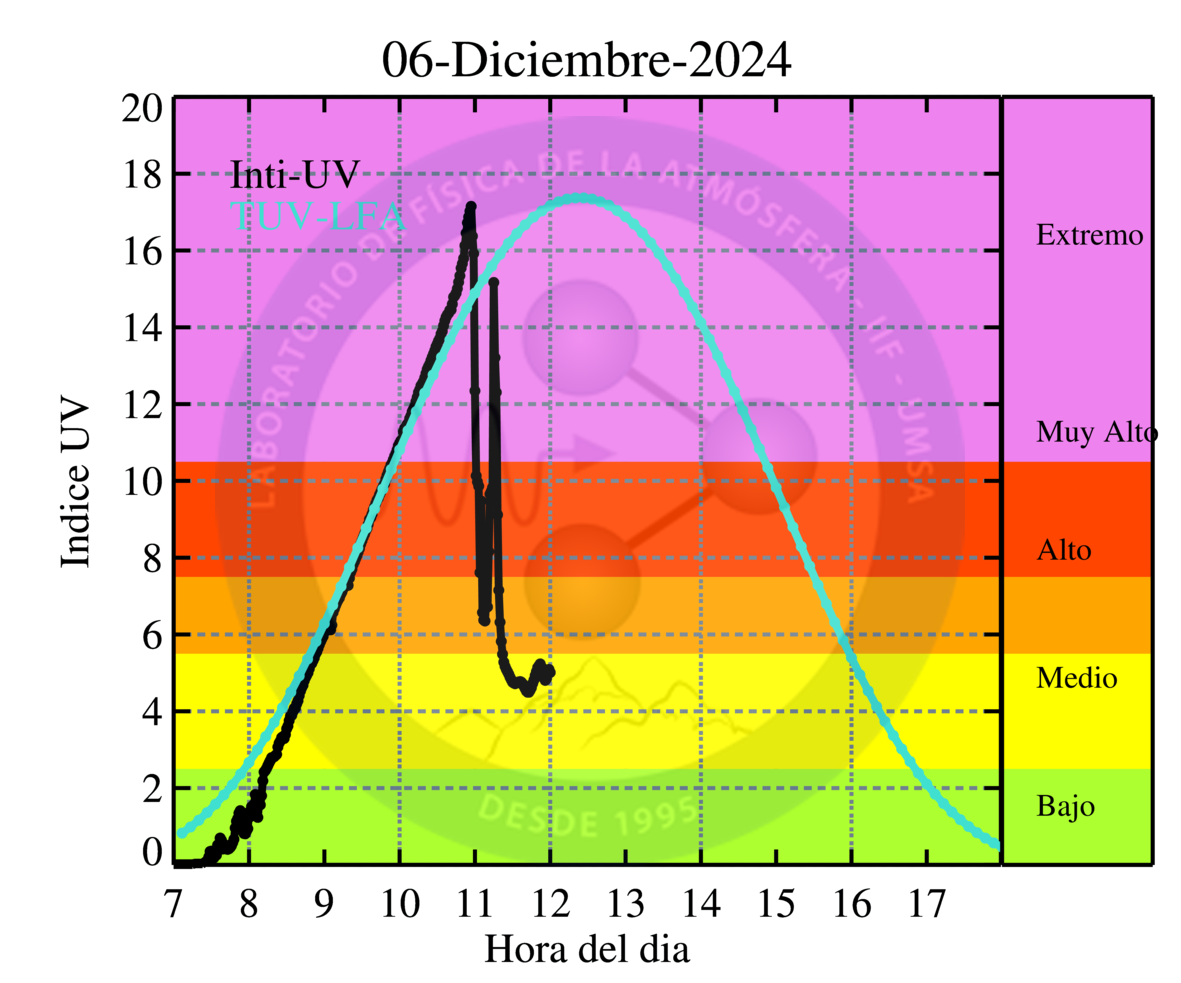 06-Diciembre-2024
20
18
16
14
12
10
8
6
4
2
0
Indice UV
Inti-UV
TUV-LFA
LABORATORIO DE FÍSICA DE LA ATMÓSFERA - IIF - UMSA
DESDE 1995
Extremo
Muy Alto
Alto
Medio
Bajo
7 8 9 10 11 12 13 14 15 16 17
Hora del dia